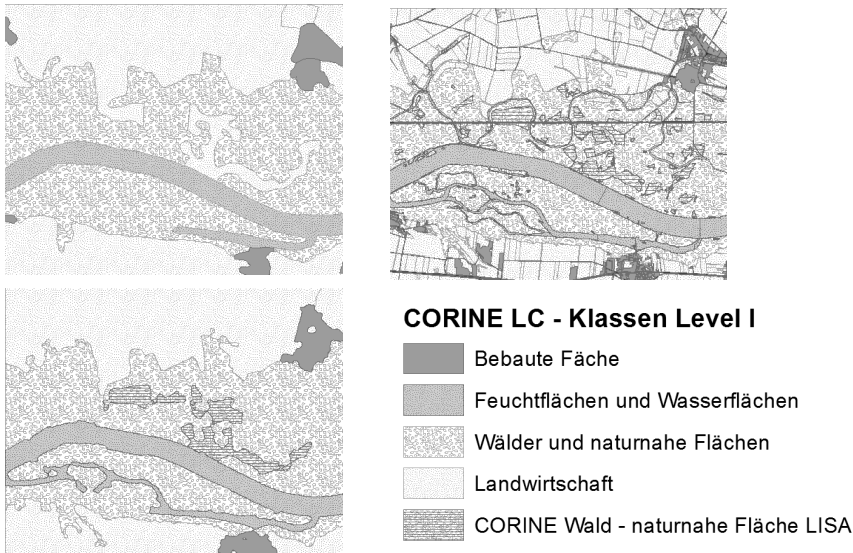 CORINE LC - Klassen Level I
Bebaute Fäche
Feuchtflächen und Wasserflächen
Wälder und naturnahe Flächen
Landwirtschaft
CORINE Wald - naturnahe Fläche LISA